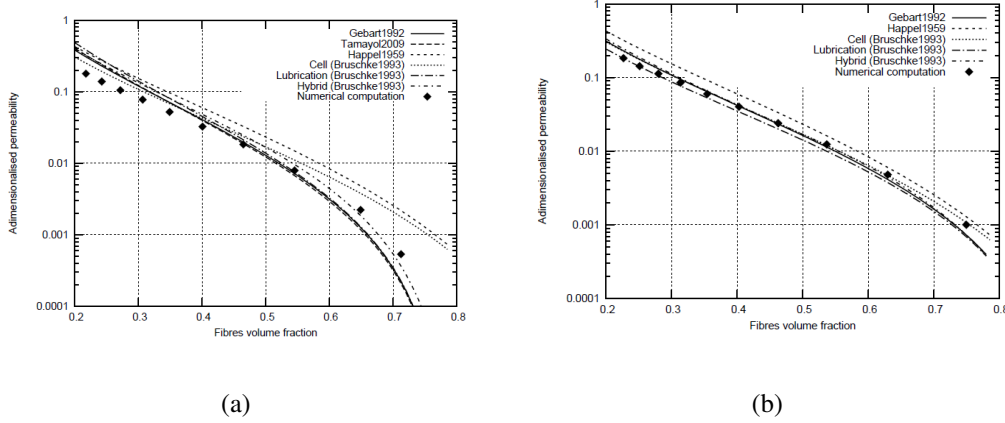 1
0.1
0.01
0.001
0.0001
0.2 0.3 0.4 0.5 0.6 0.7 0.8
Adimensionalised permeability
Fibres volume fraction
Gebart1992
Tamayol2009
Happel1959
Cell (Bruschke1993)
Lubrication (Bruschke1993)
Hybrid (Bruschke1993)
Numerical computation
(a)
1
0.1
0.01
0.001
0.0001
0.2 0.3 0.4 0.5 0.6 0.7 0.8
Adimensionalised permeability
Fibres volume fraction
Gebart1992
Happel1959
Cell (Bruschke1993)
Lubrication (Bruschke1993)
Hybrid (Bruschke1993)
Numerical computation
(b)